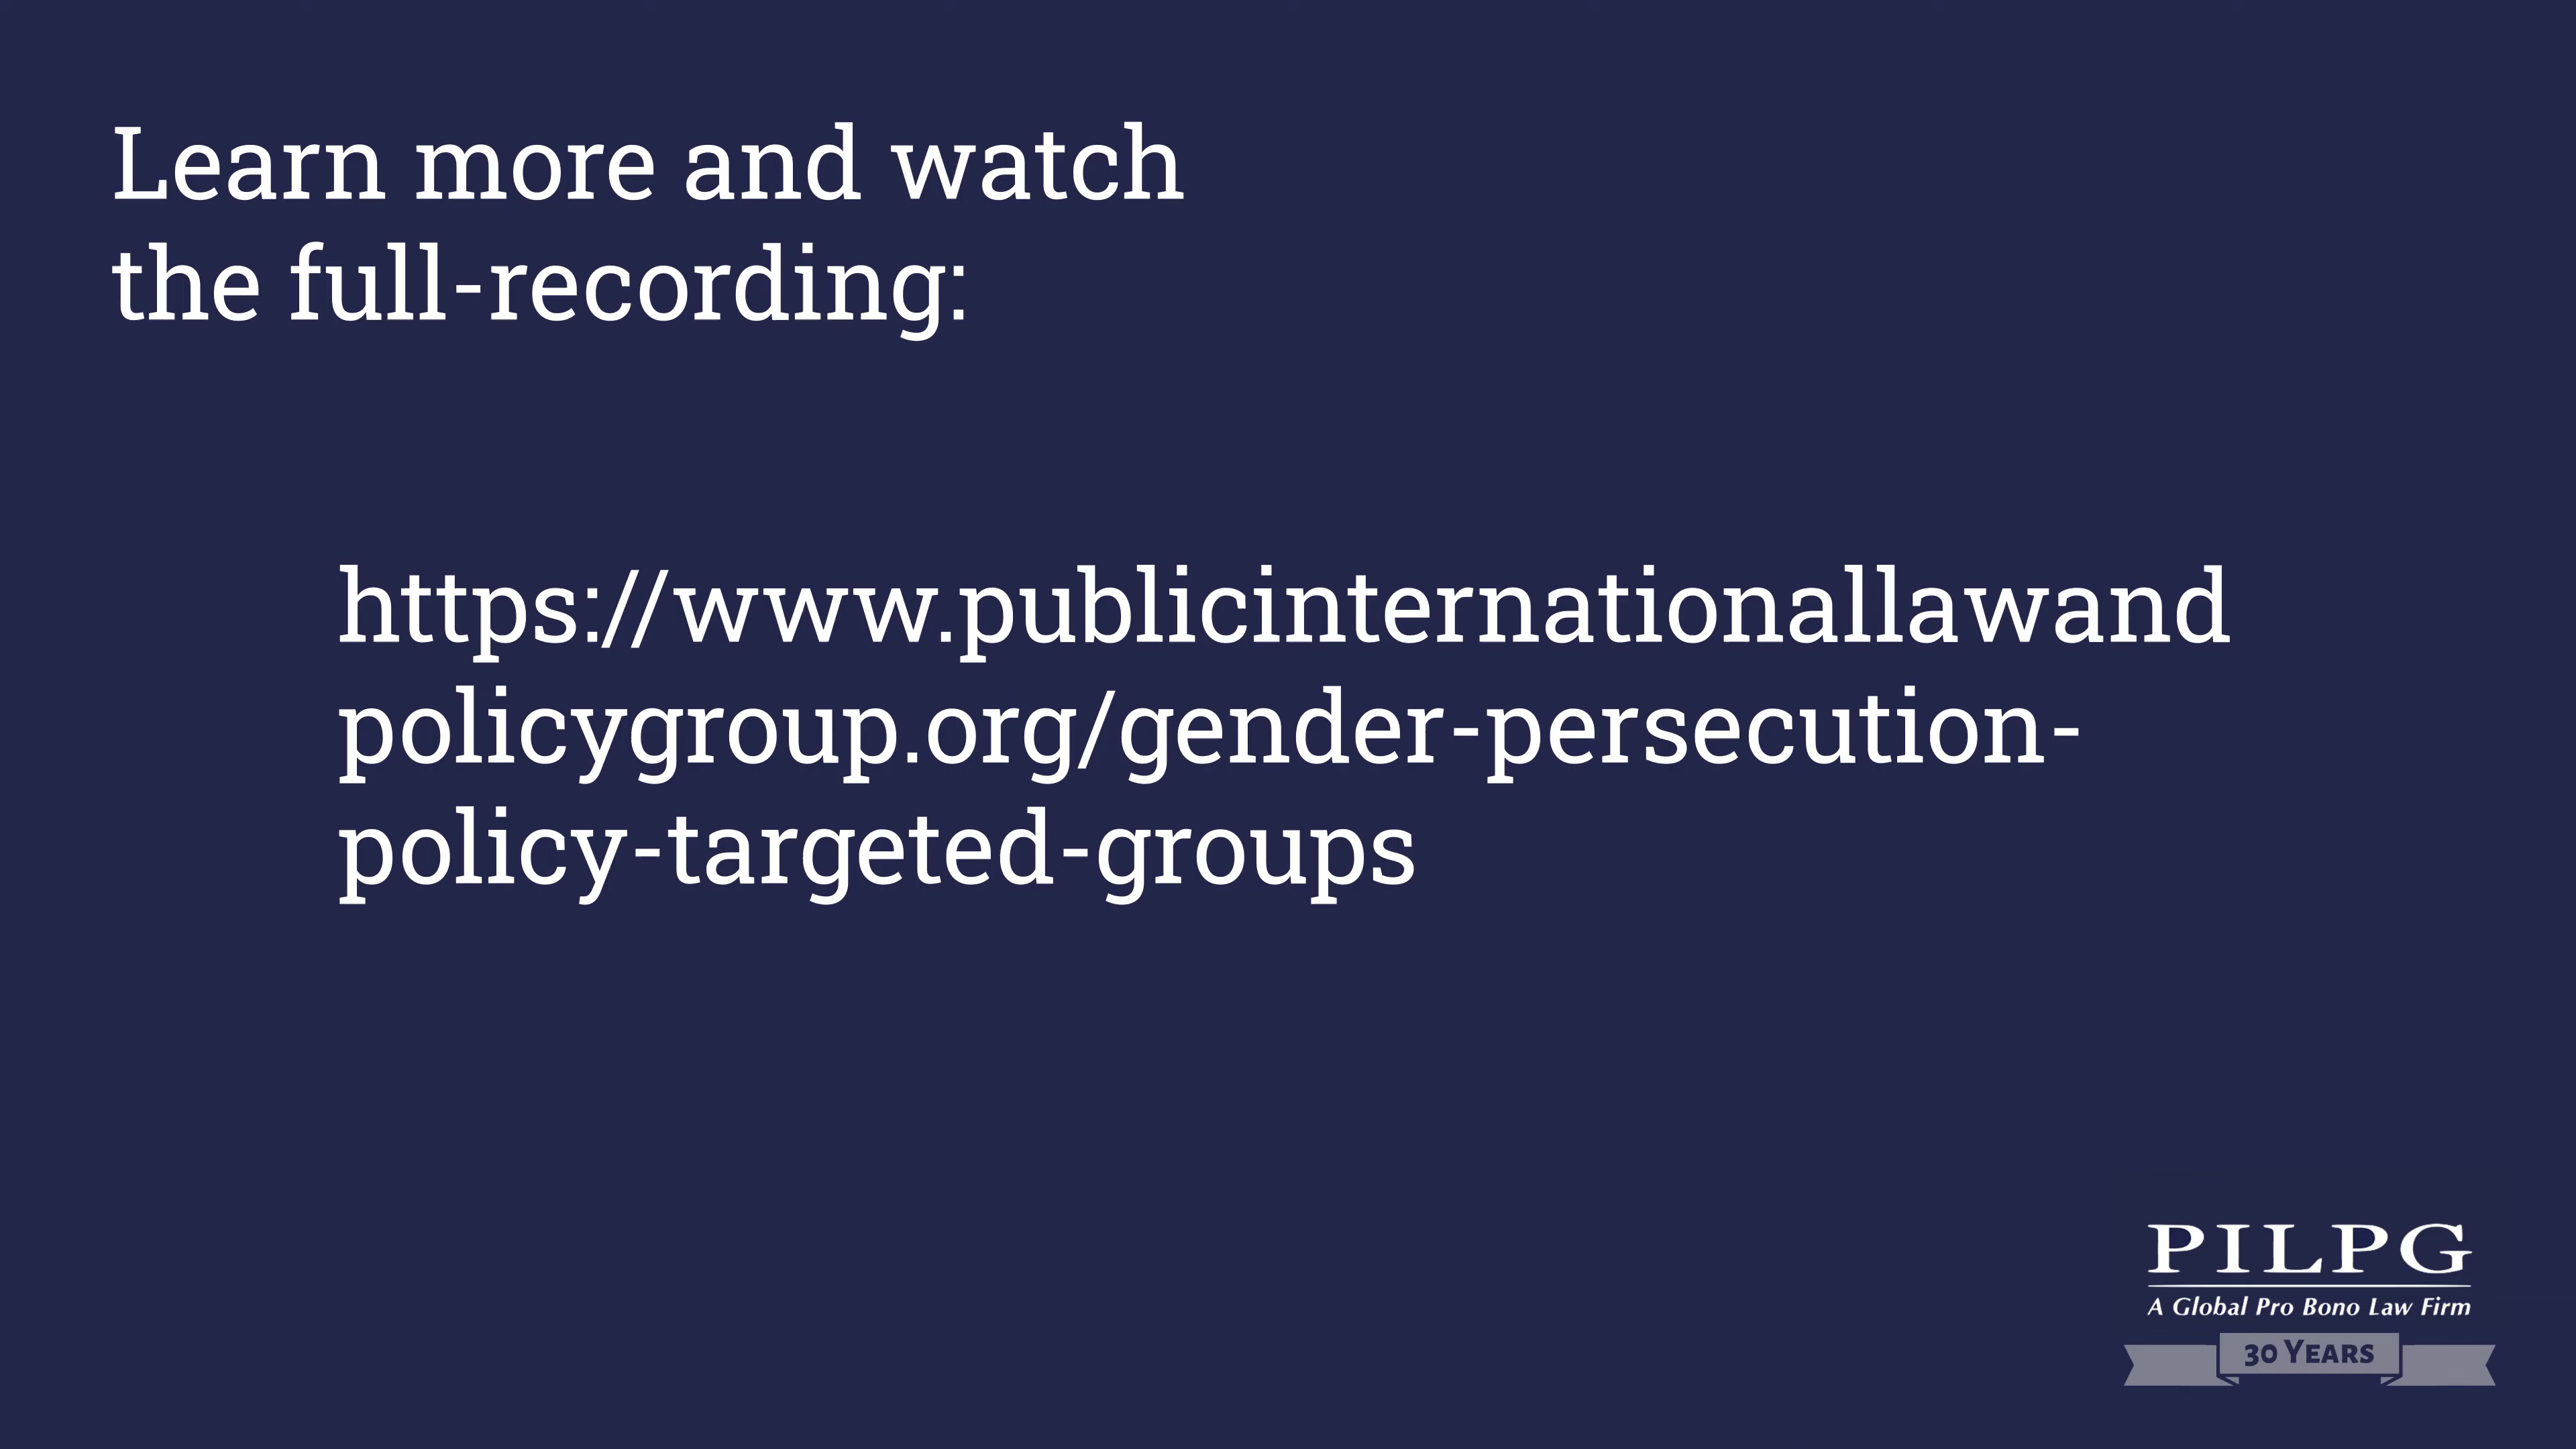 Learn more and watch
the full-recording:
https://www.publicinternationallawand
policygroup.org/gender-persecution-
policy-targeted-groups
PILPG
A Global Pro Bono Law Firm
30 YEARS